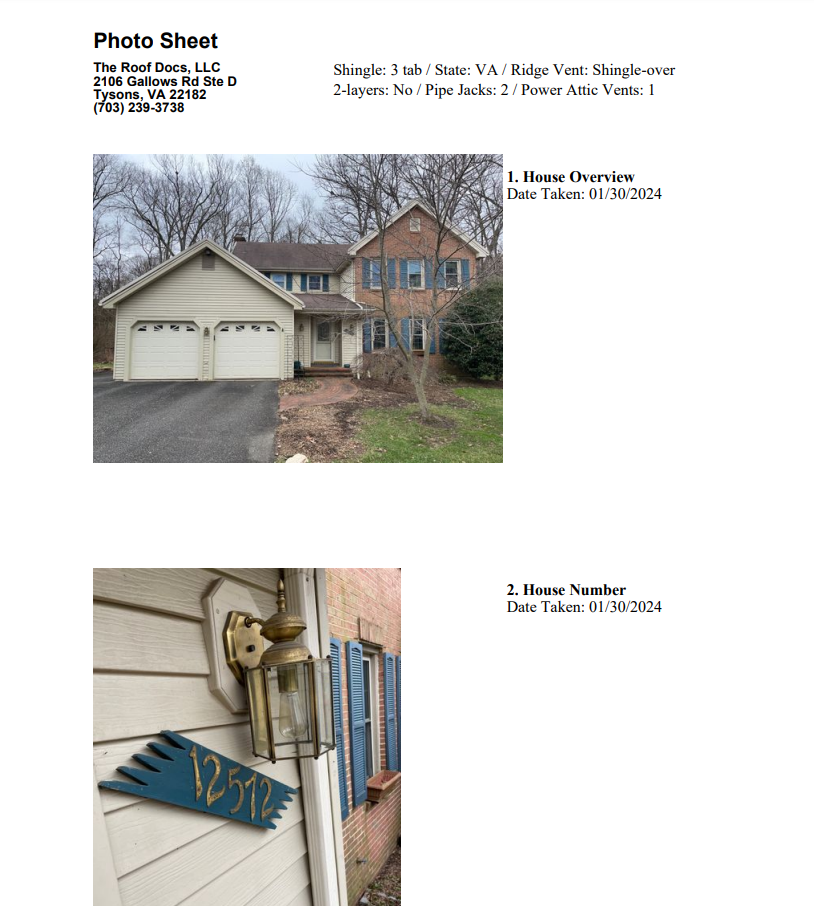 Photo Sheet
The Roof Docs, LLC
2106 Gallows Rd Ste D
Tysons, VA 22182
(703) 239-3738
Shingle: 3 tab / State: VA / Ridge Vent: Shingle-over
2-layers: No / Pipe Jacks: 2 / Power Attic Vents: 1
1. House Overview
Date Taken: 01/30/2024
2. House Number
Date Taken: 01/30/2024
12512